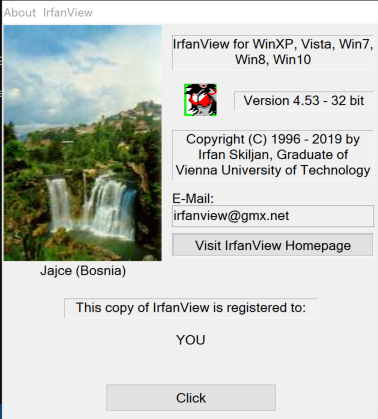 About IrfanView
IrfanView for WinXP, Vista, Win7,
Win8, Win10
Version 4.53 - 32 bit
Copyright (C) 1996 - 2019 by
Irfan Skiljan, Graduate of
Vienna University of Technology
E-Mail:
irfanview@gmx.net
Visit IrfanView Homepage
Jajce (Bosnia)
This copy of IrfanView is registered to:
YOU
Click